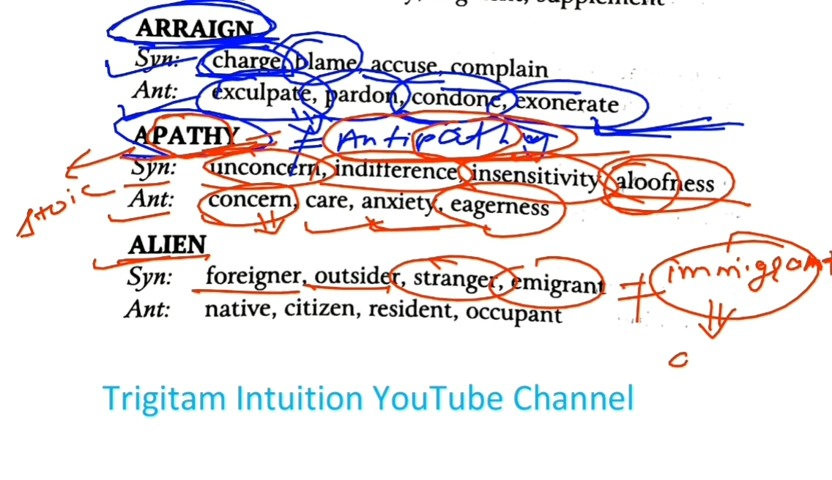 supplement
ARRAIGN
Syn: charge, blame, accuse, complain
Ant: exculpate, pardon, condone, exonerate
APATHY ≠ Antipathy
Syn: unconcern, indifference, insensitivity, aloofness
stoic
Ant: concern, care, anxiety, eagerness
ALIEN
Syn: foreigner, outsider, stranger, emigrant ≠ immigrant
Ant: native, citizen, resident, occupant
Trigitam Intuition YouTube Channel